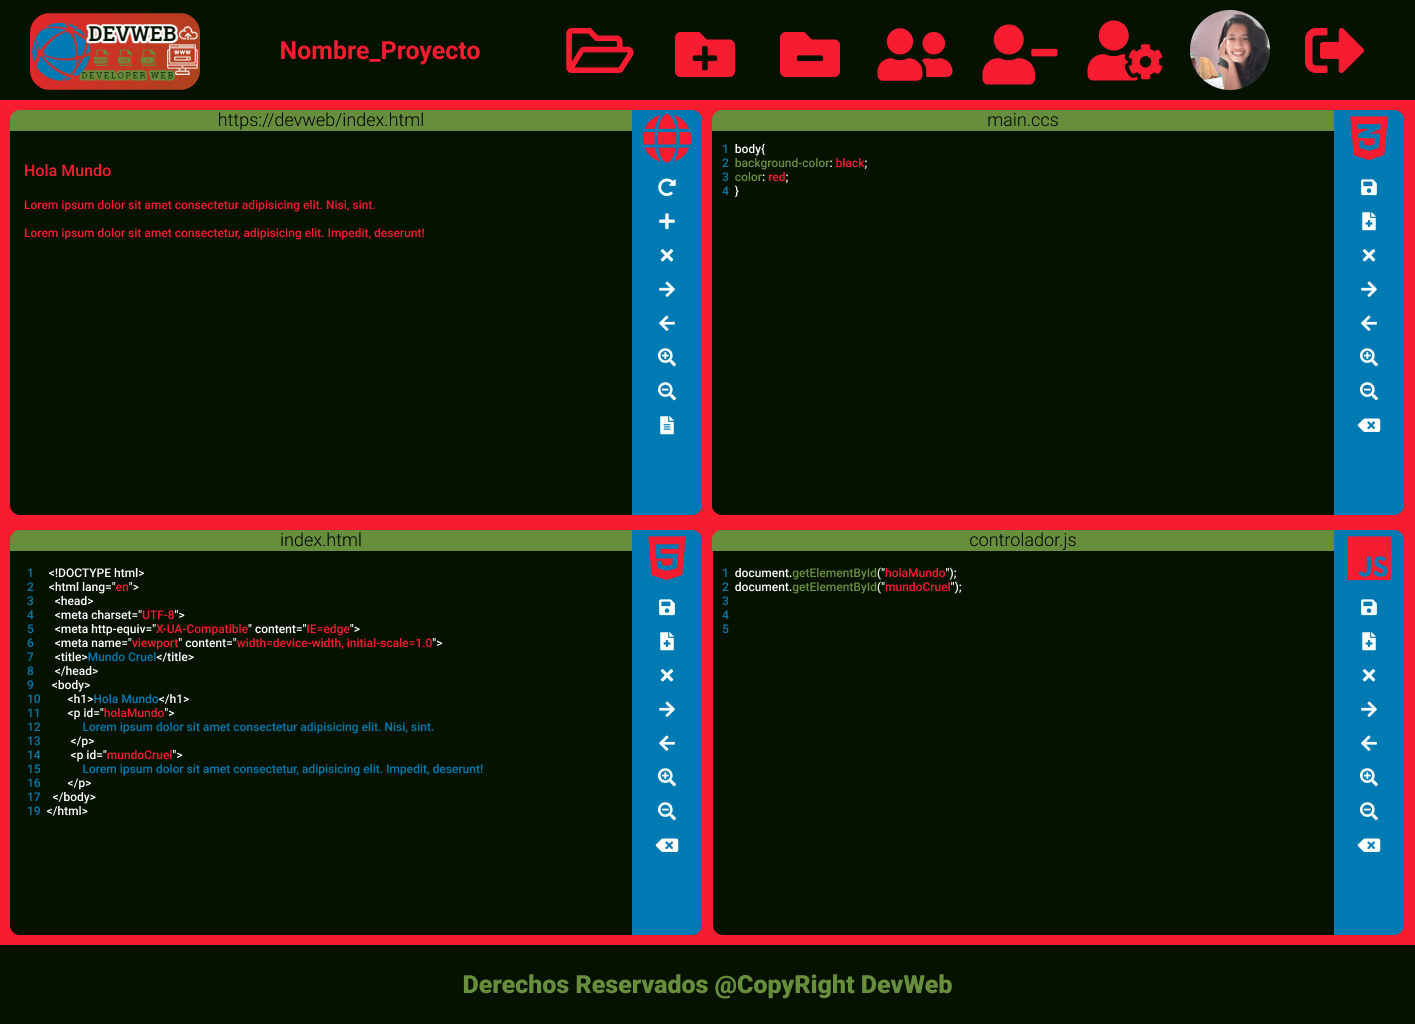 DEVWEB
WWW
DEVELOPER WEB
Nombre_Proyecto
https://devweb/index.html
Hola Mundo
Lorem ipsum dolor sit amet consectetur adipisicing elit. Nisi, sint.
Lorem ipsum dolor sit amet consectetur, adipisicing elit. Impedit, deserunt!
main.ccs
1 body{
2 background-color: black;
3 color: red;
4 }
index.html
1 <!DOCTYPE html>
2 <html lang="en">
3 <head>
4 <meta charset="UTF-8">
5 <meta http-equiv="X-UA-Compatible" content="IE=edge">
6 <meta name="viewport" content="width=device-width, initial-scale=1.0">
7 <title>Mundo Cruel</title>
8 </head>
9 <body>
10 <h1>Hola Mundo</h1>
11 <p id="holaMundo">
12 Lorem ipsum dolor sit amet consectetur adipisicing elit. Nisi, sint.
13 </p>
14 <p id="mundoCruel">
15 Lorem ipsum dolor sit amet consectetur, adipisicing elit. Impedit, deserunt!
16 </p>
17 </body>
19 </html>
controlador.js
JS
1 document.getElementById("holaMundo");
2 document.getElementById("mundoCruel");
3
4
5
Derechos Reservados @CopyRight DevWeb